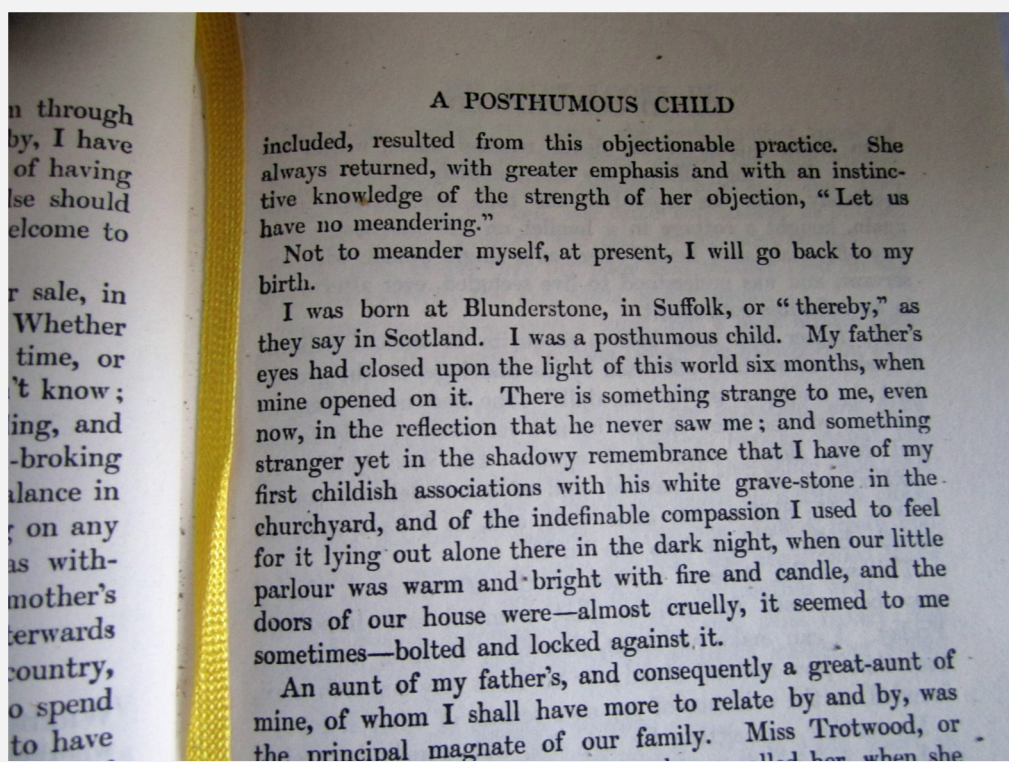 n through
by, I have
of having
lse should
elcome to
r sale, in
Whether
time, or
't know;
ing, and
-broking
alance in
on any
as with-
mother's
terwards
country,
o spend
to have
A POSTHUMOUS CHILD
included, resulted from this objectionable practice. She
always returned, with greater emphasis and with an instinc-
tive knowledge of the strength of her objection, “Let us
have no meandering.”
Not to meander myself, at present, I will go back to my
birth.
I was born at Blunderstone, in Suffolk, or “thereby,” as
they say in Scotland. I was a posthumous child. My father's
eyes had closed upon the light of this world six months, when
mine opened on it. There is something strange to me, even
now, in the reflection that he never saw me; and something
stranger yet in the shadowy remembrance that I have of my
first childish associations with his white grave-stone in the
churchyard, and of the indefinable compassion I used to feel
for it lying out alone there in the dark night, when our little
parlour was warm and bright with fire and candle, and the
doors of our house were—almost cruelly, it seemed to me
sometimes—bolted and locked against it.
An aunt of my father's, and consequently a great-aunt of
mine, of whom I shall have more to relate by and by, was
the principal magnate of our family. Miss Trotwood, or
her, when she